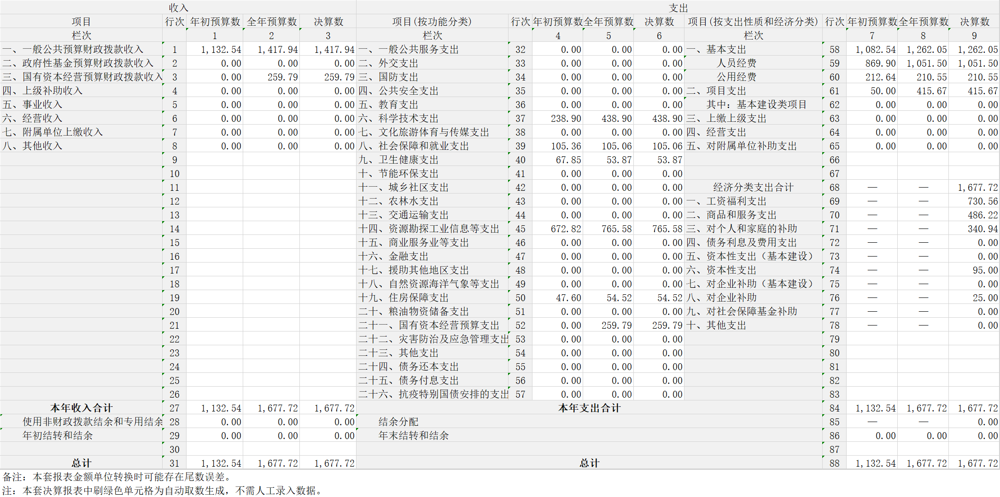 收入 支出
项目 行次 年初预算数 全年预算数 决算数 项目(按功能分类) 行次 年初预算数 全年预算数 决算数 项目(按支出性质和经济分类) 行次 年初预算数 全年预算数 决算数
栏次 1 2 3 栏次 4 5 6 栏次 7 8 9
一、一般公共预算财政拨款收入 1 1,132.54 1,417.94 1,417.94 一、一般公共服务支出 32 0.00 0.00 0.00 一、基本支出 58 1,082.54 1,262.05 1,262.05
二、政府性基金预算财政拨款收入 2 0.00 0.00 0.00 二、外交支出 33 0.00 0.00 0.00 人员经费 59 869.90 1,051.50 1,051.50
三、国有资本经营预算财政拨款收入 3 0.00 259.79 259.79 三、国防支出 34 0.00 0.00 0.00 公用经费 60 212.64 210.55 210.55
四、上级补助收入 4 0.00 0.00 0.00 四、公共安全支出 35 0.00 0.00 0.00 二、项目支出 61 50.00 415.67 415.67
五、事业收入 5 0.00 0.00 0.00 五、教育支出 36 0.00 0.00 0.00 其中：基本建设类项目 62 0.00 0.00 0.00
六、经营收入 6 0.00 0.00 0.00 六、科学技术支出 37 238.90 438.90 438.90 三、上缴上级支出 63 0.00 0.00 0.00
七、附属单位上缴收入 7 0.00 0.00 0.00 七、文化旅游体育与传媒支出 38 0.00 0.00 0.00 四、经营支出 64 0.00 0.00 0.00
八、其他收入 8 0.00 0.00 0.00 八、社会保障和就业支出 39 105.36 105.06 105.06 五、对附属单位补助支出 65 0.00 0.00 0.00
9 九、卫生健康支出 40 67.85 53.87 53.87 66
10 十、节能环保支出 41 0.00 0.00 0.00 67
11 十一、城乡社区支出 42 0.00 0.00 0.00 经济分类支出合计 68 — — 1,677.72
12 十二、农林水支出 43 0.00 0.00 0.00 一、工资福利支出 69 — — 730.56
13 十三、交通运输支出 44 0.00 0.00 0.00 二、商品和服务支出 70 — — 486.22
14 十四、资源勘探工业信息等支出 45 672.82 765.58 765.58 三、对个人和家庭的补助 71 — — 340.94
15 十五、商业服务业等支出 46 0.00 0.00 0.00 四、债务利息及费用支出 72 — — 0.00
16 十六、金融支出 47 0.00 0.00 0.00 五、资本性支出（基本建设） 73 — — 0.00
17 十七、援助其他地区支出 48 0.00 0.00 0.00 六、资本性支出 74 — — 95.00
18 十八、自然资源海洋气象等支出 49 0.00 0.00 0.00 七、对企业补助（基本建设） 75 — — 0.00
19 十九、住房保障支出 50 47.60 54.52 54.52 八、对企业补助 76 — — 25.00
20 二十、粮油物资储备支出 51 0.00 0.00 0.00 九、对社会保障基金补助 77 — — 0.00
21 二十一、国有资本经营预算支出 52 0.00 259.79 259.79 十、其他支出 78 — — 0.00
22 二十二、灾害防治及应急管理支出 53 0.00 0.00 0.00 79
23 二十三、其他支出 54 0.00 0.00 0.00 80
24 二十四、债务还本支出 55 0.00 0.00 0.00 81
25 二十五、债务付息支出 56 0.00 0.00 0.00 82
26 二十六、抗疫特别国债安排的支出 57 0.00 0.00 0.00 83
本年收入合计 27 1,132.54 1,677.72 1,677.72 本年支出合计 84 1,132.54 1,677.72 1,677.72
使用非财政拨款结余和专用结余 28 0.00 0.00 0.00 结余分配 85 — — 0.00
年初结转和结余 29 0.00 0.00 0.00 年末结转和结余 86 0.00 0.00 0.00
30 87
总计 31 1,132.54 1,677.72 1,677.72 总计 88 1,132.54 1,677.72 1,677.72
备注：本套报表金额单位转换时可能存在尾数误差。
注：本套决算报表中刷绿色单元格为自动取数生成，不需人工录入数据。